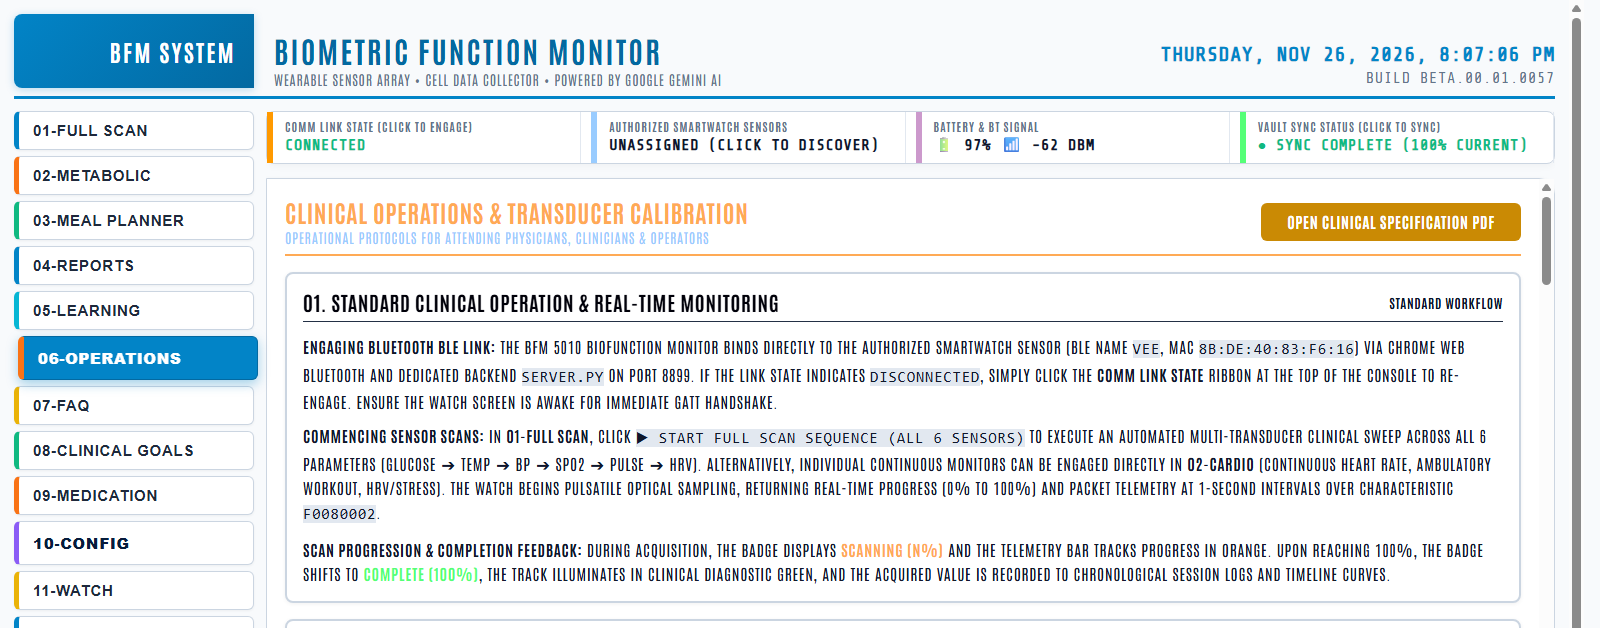 BFM SYSTEM
BIOMETRIC FUNCTION MONITOR
WEARABLE SENSOR ARRAY • CELL DATA COLLECTOR • POWERED BY GOOGLE GEMINI AI
THURSDAY, NOV 26, 2026, 8:07:06 PM
BUILD BETA.00.01.0057
01-FULL SCAN
02-METABOLIC
03-MEAL PLANNER
04-REPORTS
05-LEARNING
06-OPERATIONS
07-FAQ
08-CLINICAL GOALS
09-MEDICATION
10-CONFIG
11-WATCH
COMM LINK STATE (CLICK TO ENGAGE)
CONNECTED
AUTHORIZED SMARTWATCH SENSORS
UNASSIGNED (CLICK TO DISCOVER)
BATTERY & BT SIGNAL
🔋 97% 📶 -62 DBM
VAULT SYNC STATUS (CLICK TO SYNC)
● SYNC COMPLETE (100% CURRENT)
CLINICAL OPERATIONS & TRANSDUCER CALIBRATION
OPERATIONAL PROTOCOLS FOR ATTENDING PHYSICIANS, CLINICIANS & OPERATORS
OPEN CLINICAL SPECIFICATION PDF
01. STANDARD CLINICAL OPERATION & REAL-TIME MONITORING
STANDARD WORKFLOW
ENGAGING BLUETOOTH BLE LINK: THE BFM 5010 BIOFUNCTION MONITOR BINDS DIRECTLY TO THE AUTHORIZED SMARTWATCH SENSOR (BLE NAME VEE, MAC 8B:DE:40:83:F6:16) VIA CHROME WEB
BLUETOOTH AND DEDICATED BACKEND SERVER.PY ON PORT 8899. IF THE LINK STATE INDICATES DISCONNECTED, SIMPLY CLICK THE COMM LINK STATE RIBBON AT THE TOP OF THE CONSOLE TO RE-
ENGAGE. ENSURE THE WATCH SCREEN IS AWAKE FOR IMMEDIATE GATT HANDSHAKE.
COMMENCING SENSOR SCANS: IN 01-FULL SCAN, CLICK ▶ START FULL SCAN SEQUENCE (ALL 6 SENSORS) TO EXECUTE AN AUTOMATED MULTI-TRANSDUCER CLINICAL SWEEP ACROSS ALL 6
PARAMETERS (GLUCOSE ➔ TEMP ➔ BP ➔ SPO2 ➔ PULSE ➔ HRV). ALTERNATIVELY, INDIVIDUAL CONTINUOUS MONITORS CAN BE ENGAGED DIRECTLY IN 02-CARDIO (CONTINUOUS HEART RATE, AMBULATORY
WORKOUT, HRV/STRESS). THE WATCH BEGINS PULSATILE OPTICAL SAMPLING, RETURNING REAL-TIME PROGRESS (0% TO 100%) AND PACKET TELEMETRY AT 1-SECOND INTERVALS OVER CHARACTERISTIC
F0080002.
SCAN PROGRESSION & COMPLETION FEEDBACK: DURING ACQUISITION, THE BADGE DISPLAYS SCANNING (N%) AND THE TELEMETRY BAR TRACKS PROGRESS IN ORANGE. UPON REACHING 100%, THE BADGE
SHIFTS TO COMPLETE (100%), THE TRACK ILLUMINATES IN CLINICAL DIAGNOSTIC GREEN, AND THE ACQUIRED VALUE IS RECORDED TO CHRONOLOGICAL SESSION LOGS AND TIMELINE CURVES.